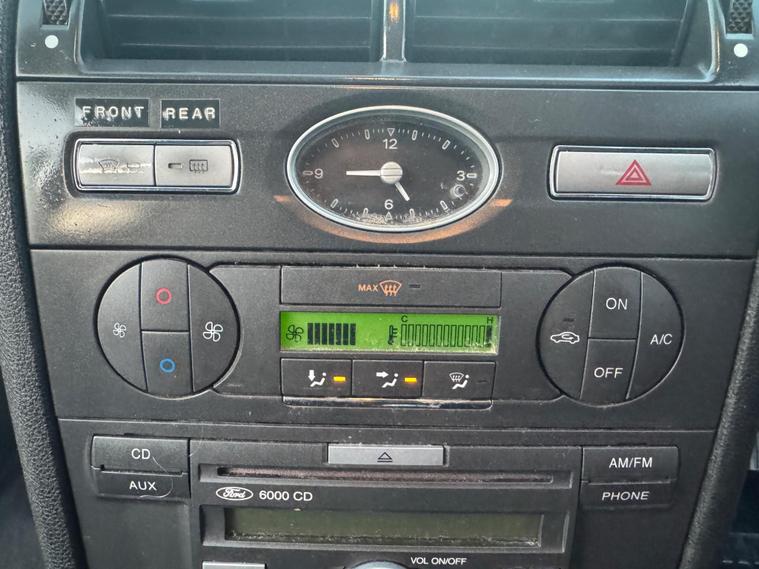 FRONT REAR
12
9 3
6
MAX
C H
ON
A/C
OFF
CD AM/FM
AUX PHONE
Ford 6000 CD
VOL ON/OFF